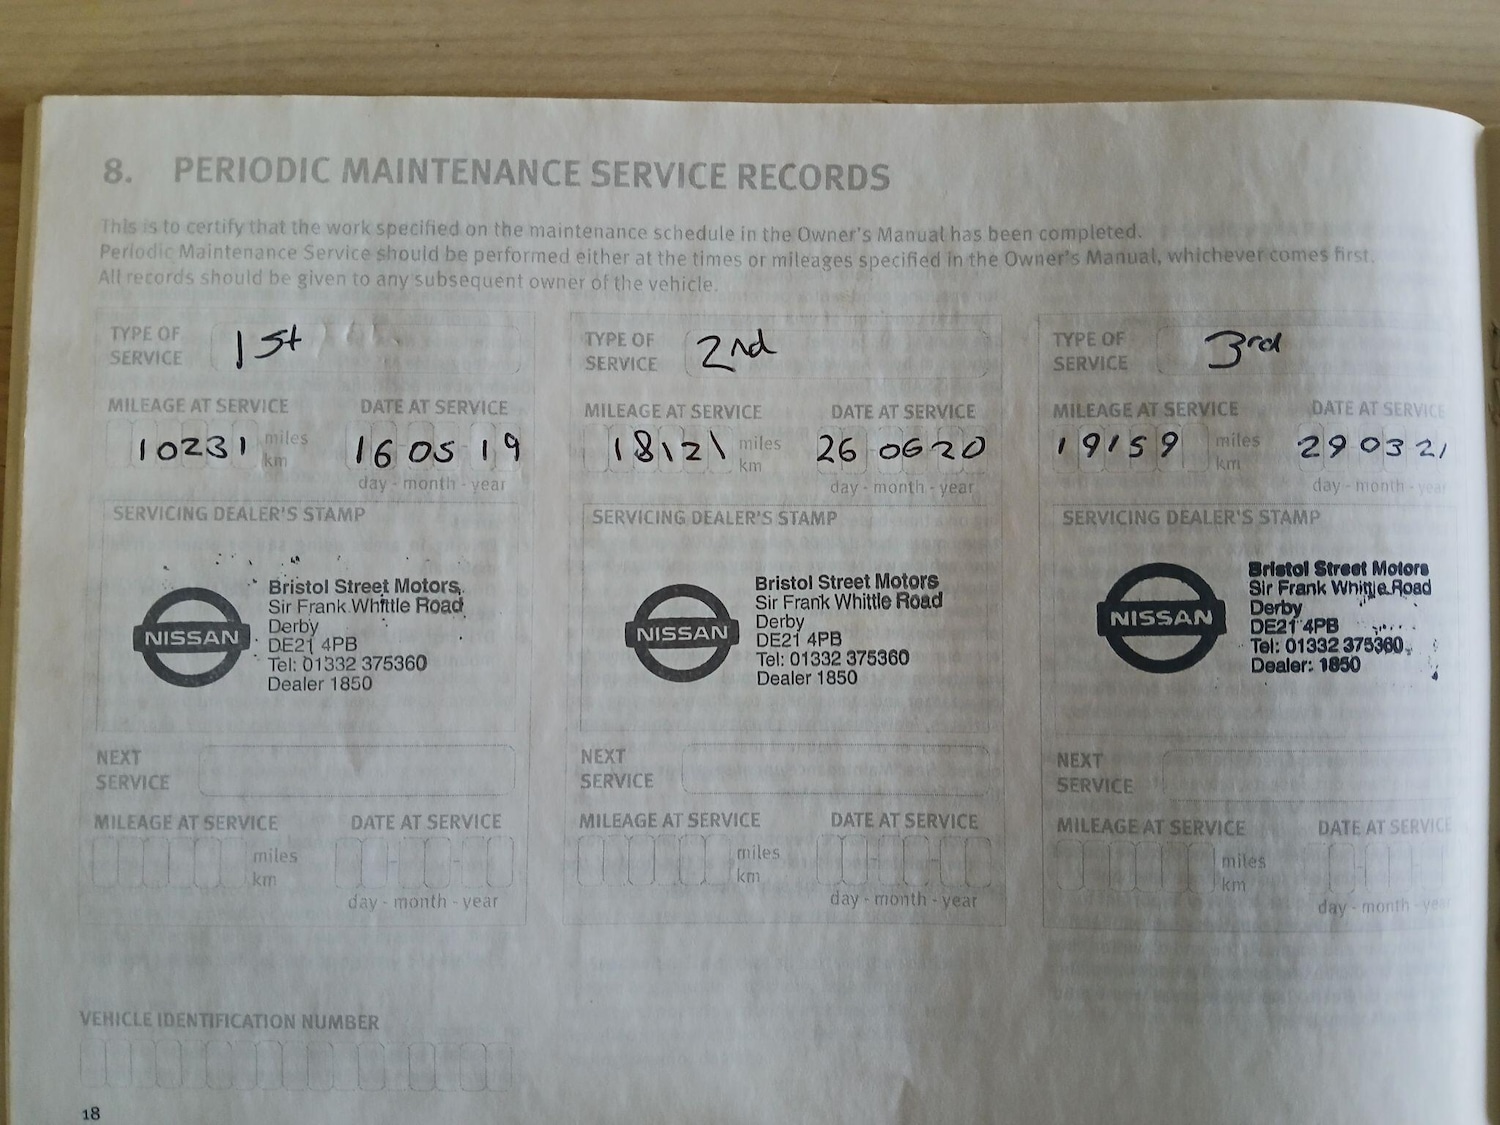 8. PERIODIC MAINTENANCE SERVICE RECORDS
This is to certify that the work specified on the maintenance schedule in the Owner's Manual has been completed.
Periodic Maintenance Service should be performed either at the times or mileages specified in the Owner's Manual, whichever comes first.
All records should be given to any subsequent owner of the vehicle.
TYPE OF
SERVICE
1st
MILEAGE AT SERVICE
DATE AT SERVICE
10231
miles
km
16 05 19
day - month - year
SERVICING DEALER'S STAMP
NISSAN
Bristol Street Motors
Sir Frank Whittle Road
Derby
DE21 4PB
Tel: 01332 375360
Dealer 1850
NEXT
SERVICE
MILEAGE AT SERVICE
DATE AT SERVICE
miles
km
day - month - year
TYPE OF
SERVICE
2nd
MILEAGE AT SERVICE
DATE AT SERVICE
18121
miles
km
26 06 20
day - month - year
SERVICING DEALER'S STAMP
NISSAN
Bristol Street Motors
Sir Frank Whittle Road
Derby
DE21 4PB
Tel: 01332 375360
Dealer 1850
NEXT
SERVICE
MILEAGE AT SERVICE
DATE AT SERVICE
miles
km
day - month - year
TYPE OF
SERVICE
3rd
MILEAGE AT SERVICE
DATE AT SERVICE
19159
miles
km
29 03 21
day - month - year
SERVICING DEALER'S STAMP
NISSAN
Bristol Street Motors
Sir Frank Whittle Road
Derby
DE21 4PB
Tel: 01332 375360
Dealer: 1850
NEXT
SERVICE
MILEAGE AT SERVICE
DATE AT SERVICE
miles
km
day - month - year
VEHICLE IDENTIFICATION NUMBER
18